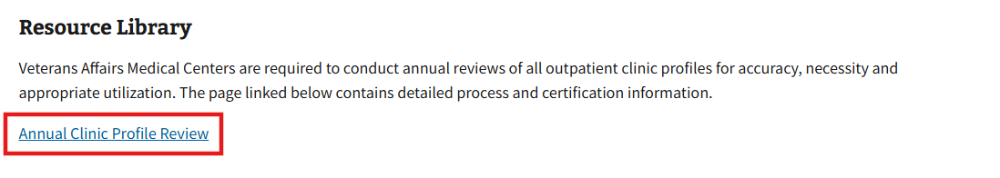 Resource Library
Veterans Affairs Medical Centers are required to conduct annual reviews of all outpatient clinic profiles for accuracy, necessity and
appropriate utilization. The page linked below contains detailed process and certification information.
Annual Clinic Profile Review